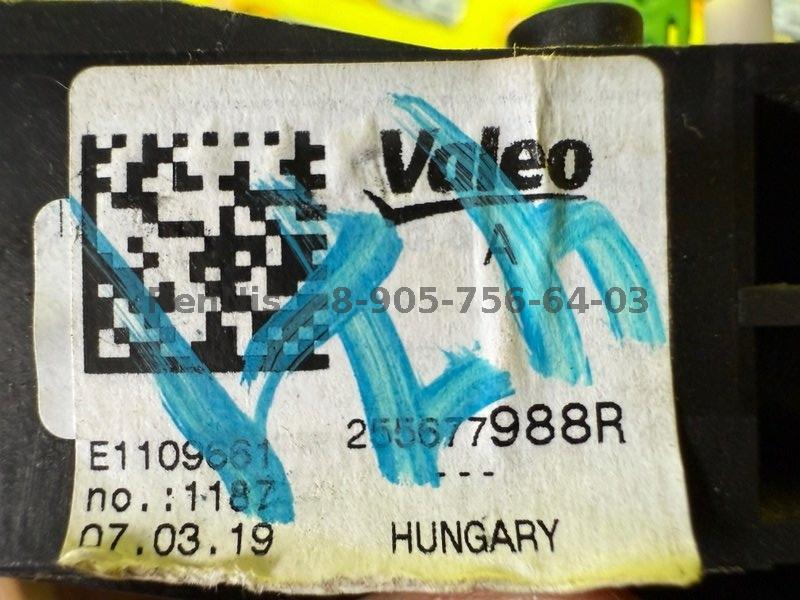 Valeo
A
8-905-756-64-03
255677988R
E1109661
no.:1187
---
07.03.19
HUNGARY